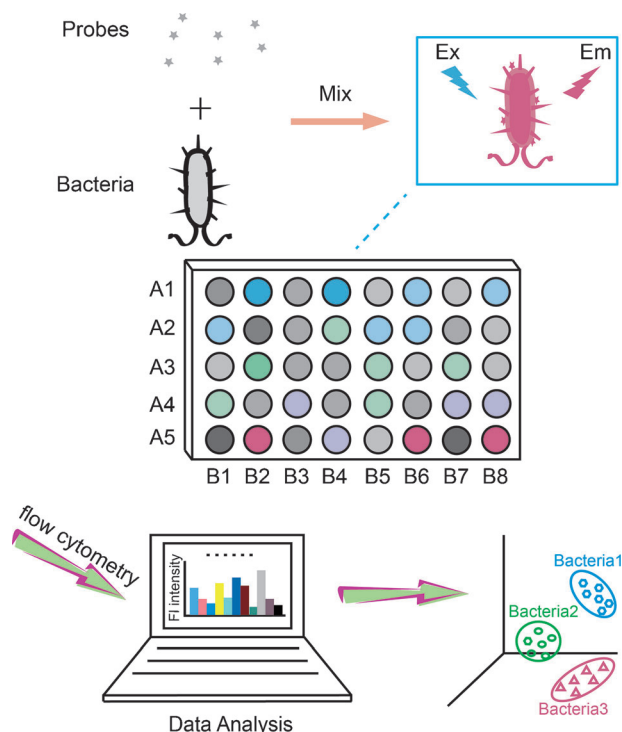 Probes
Ex
Em
Mix
Bacteria
A1
A2
A3
A4
A5
B1 B2 B3 B4 B5 B6 B7 B8
flow cytometry
FI intensity
Bacteria1
Bacteria2
Bacteria3
Data Analysis